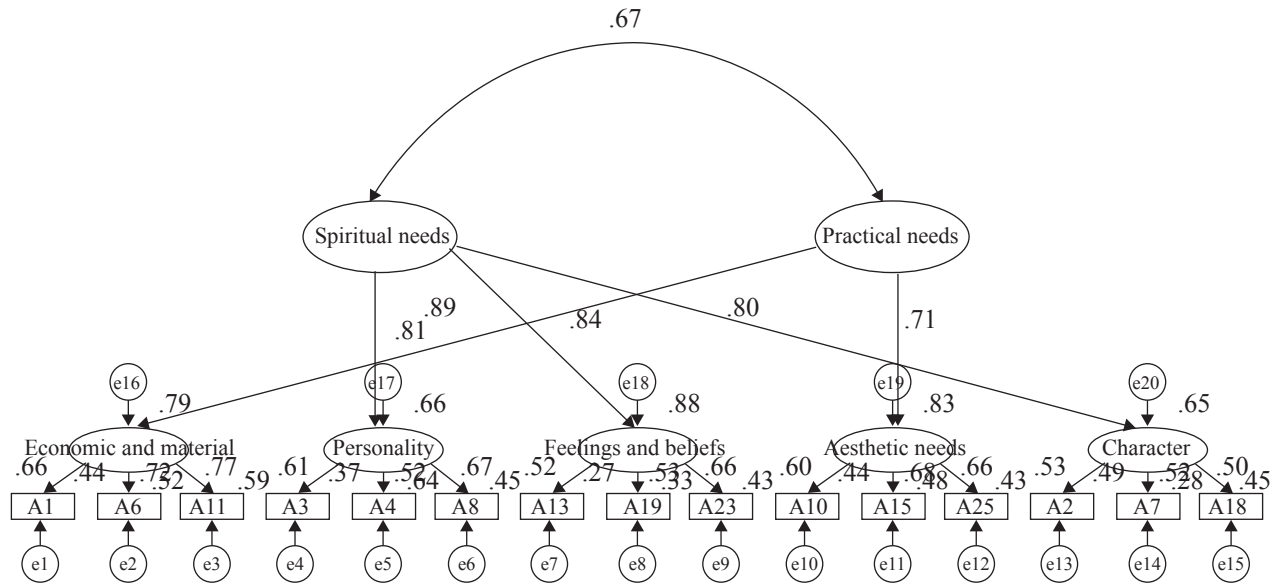 .67
Spiritual needs
Practical needs
.89
.81
.84
.80
.71
e16
e17
e18
e19
e20
.79
.66
.88
.83
.65
Economic and material
Personality
Feelings and beliefs
Aesthetic needs
Character
.66 .44 .72 .52 .77 .59 .61 .37 .52 .64 .67 .45 .52 .27 .53 .33 .66 .43 .60 .44 .68 .48 .66 .43 .53 .49 .52 .28 .50 .45
A1 A6 A11 A3 A4 A8 A13 A19 A23 A10 A15 A25 A2 A7 A18
e1 e2 e3 e4 e5 e6 e7 e8 e9 e10 e11 e12 e13 e14 e15